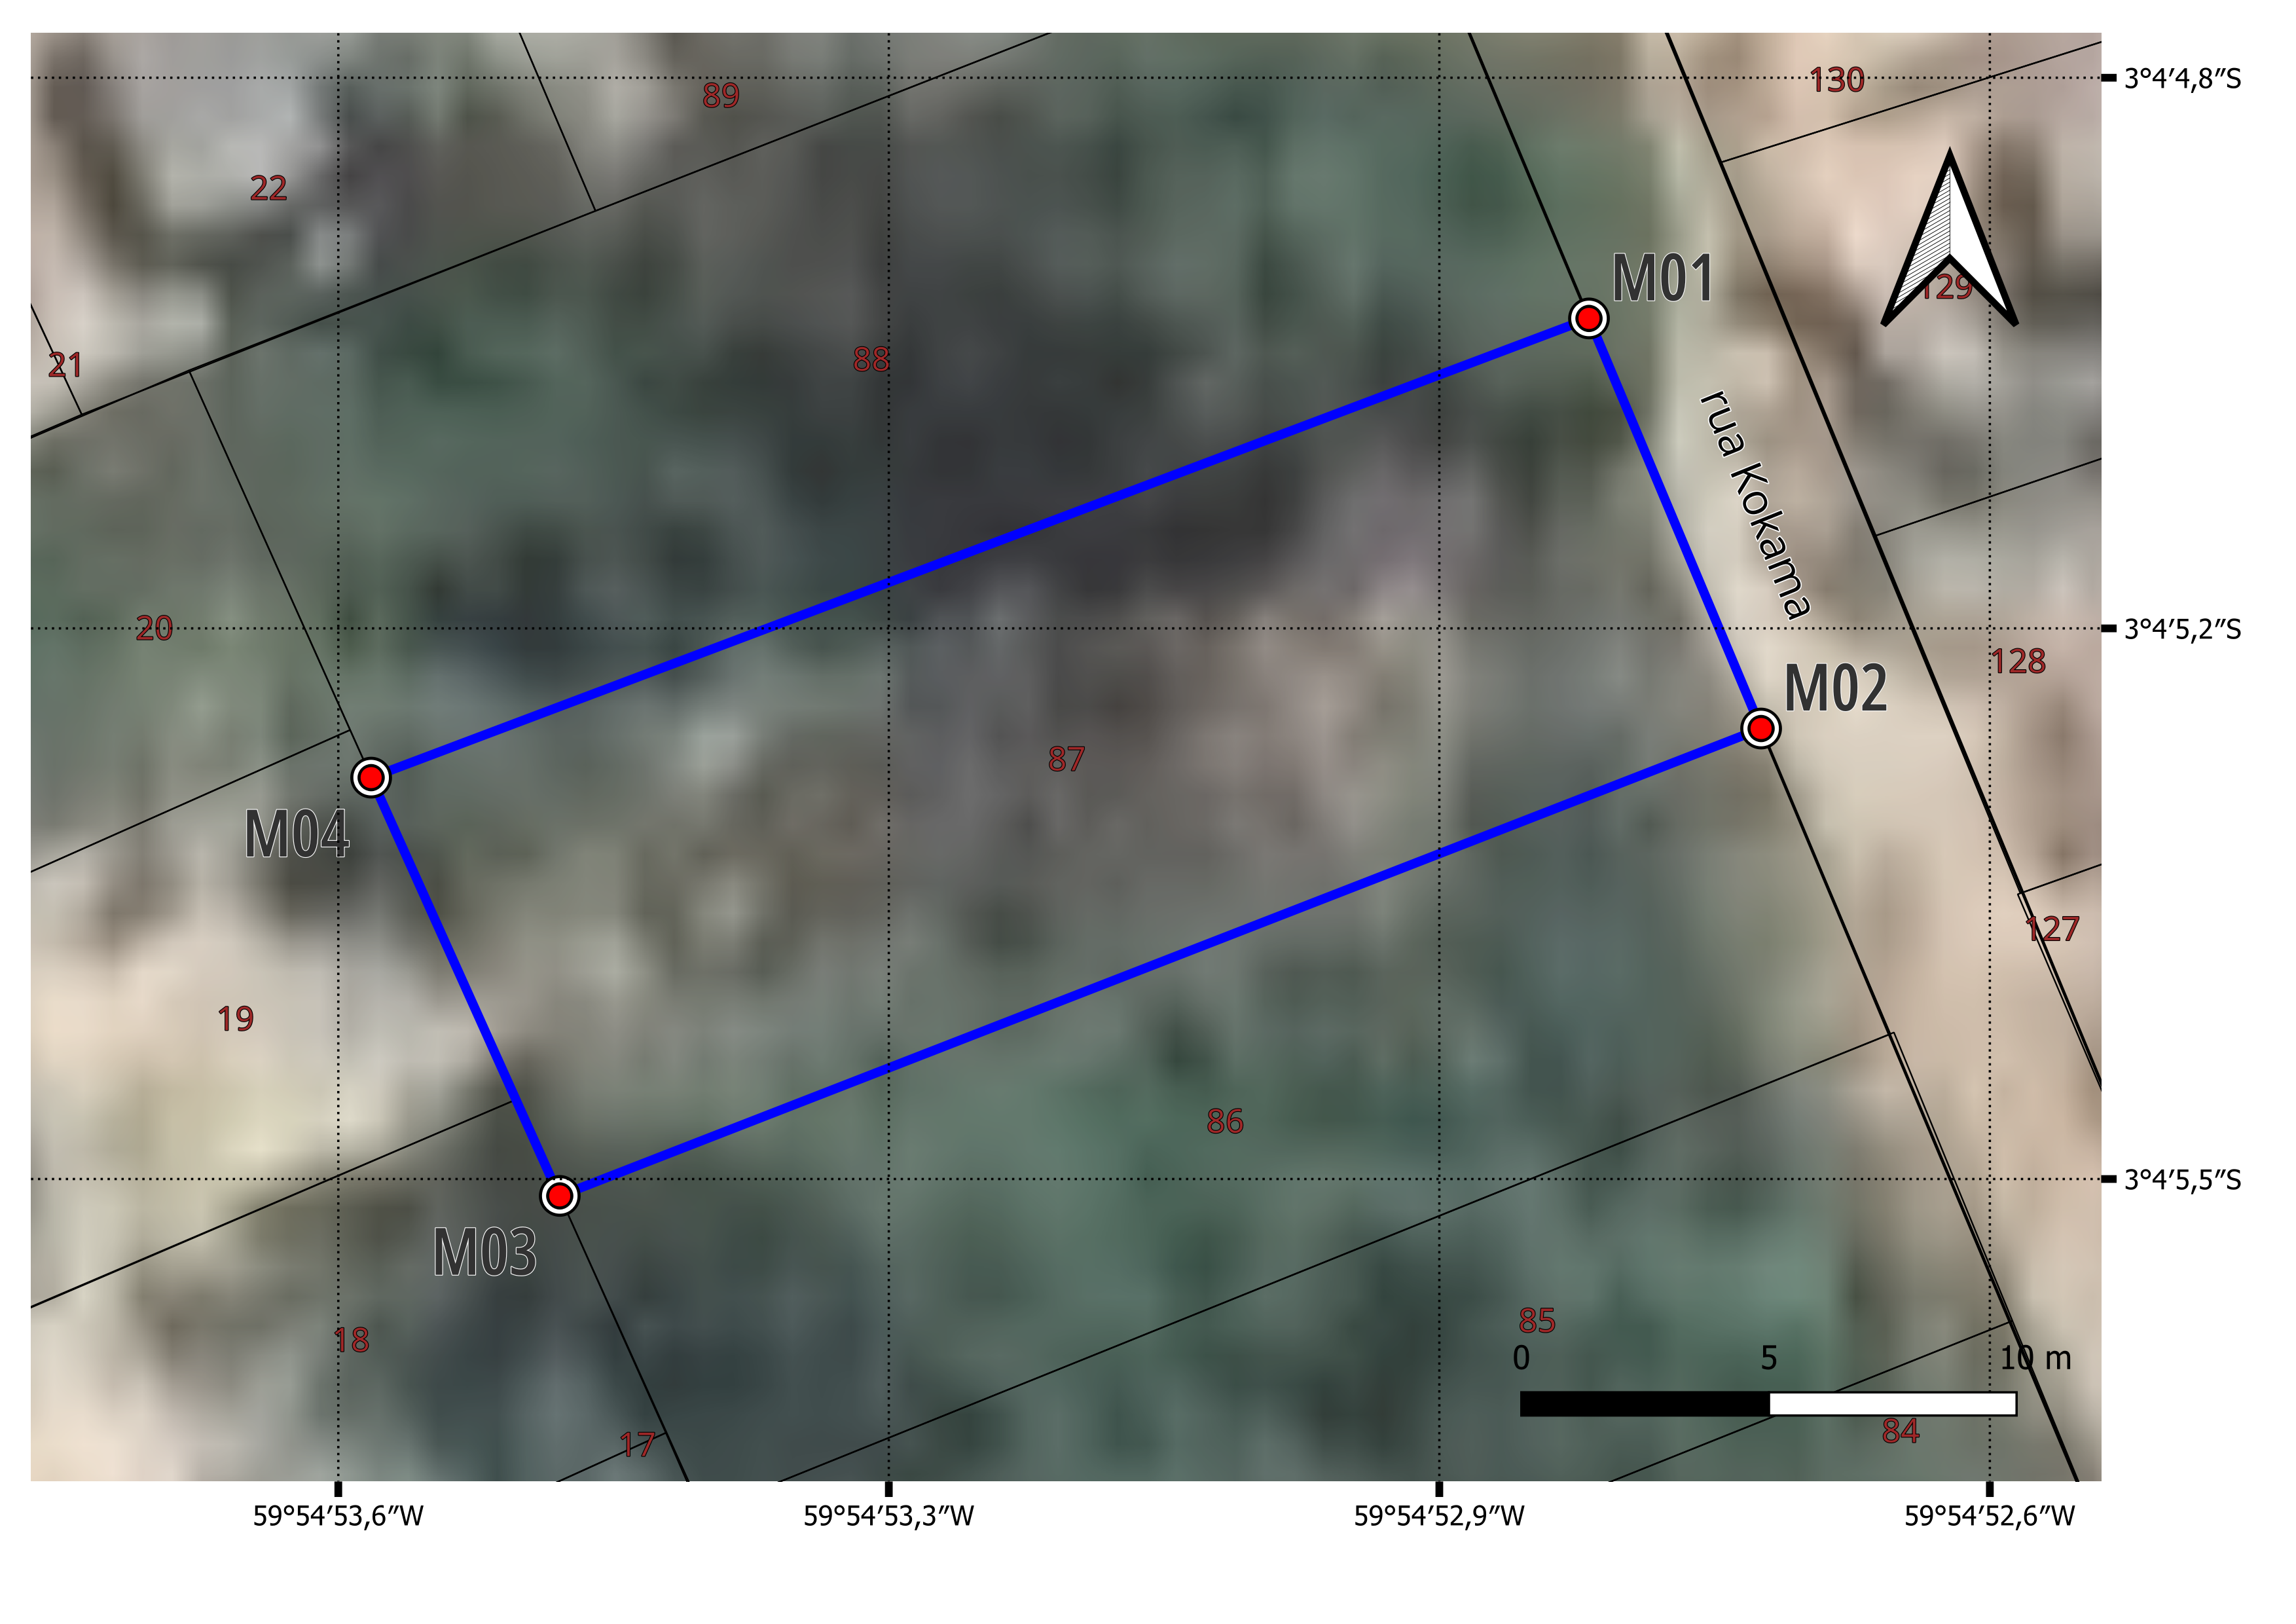 130
3°4′4,8″S
89
22
M01
129
88
21
rua Kokama
20
3°4′5,2″S
128
M02
87
M04
127
19
86
3°4′5,5″S
M03
18
85
0 5 10 m
17
84
59°54′53,6″W 59°54′53,3″W 59°54′52,9″W 59°54′52,6″W